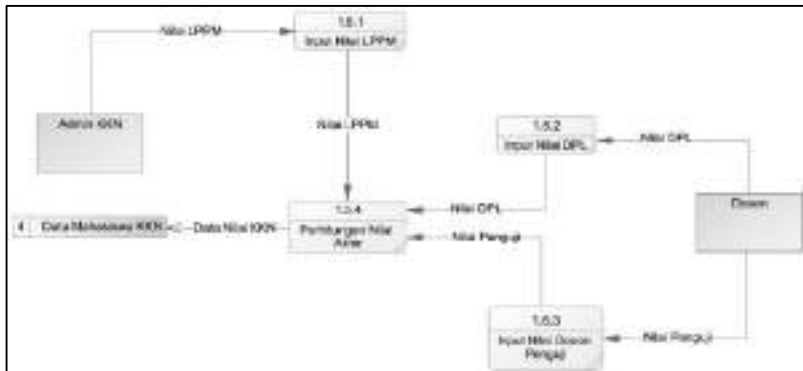 1.6.1
Input Nilai LPPM
Nilai LPPM
Admin KKN
Nilai LPPM
1.6.2
Input Nilai DPL
Nilai DPL
Dosen
1.6.4
Perhitungan Nilai
Akhir
Nilai DPL
Nilai Penguji
4 Data Mahasiswa KKN
Data Nilai KKN
1.6.3
Input Nilai Dosen
Penguji
Nilai Penguji